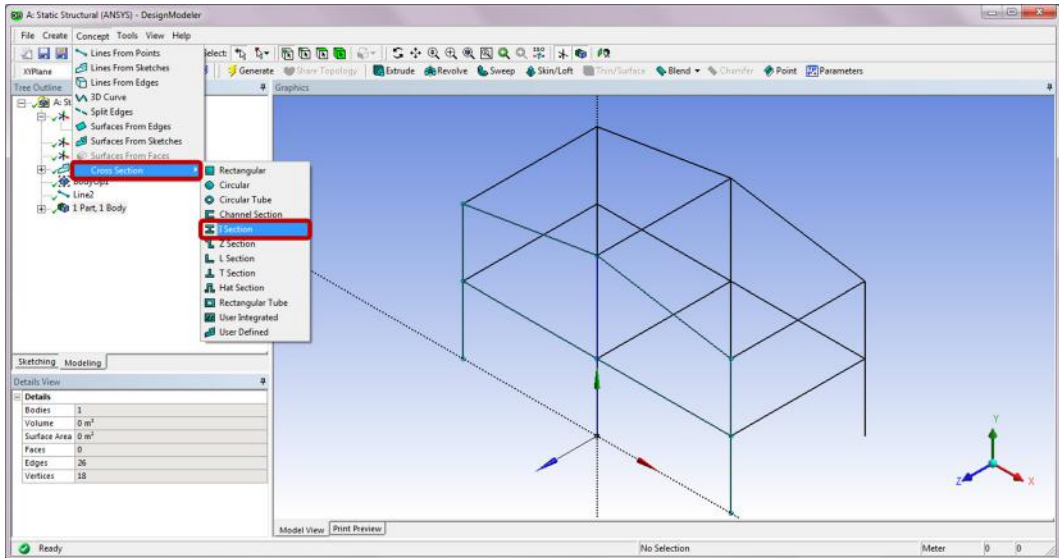 A: Static Structural (ANSYS) - DesignModeler
File Create Concept Tools View Help
Select:
XYPlane
Generate Share Topology Extrude Revolve Sweep Skin/Loft Thin/Surface Blend Chamfer Point Parameters
Lines From Points
Lines From Sketches
Lines From Edges
3D Curve
Split Edges
Surfaces From Edges
Surfaces From Sketches
Surfaces From Faces
Cross Section
Rectangular
Circular
Circular Tube
Channel Section
I Section
Z Section
L Section
T Section
Hat Section
Rectangular Tube
User Integrated
User Defined
Tree Outline
A: St
BodyOp1
Line2
1 Part, 1 Body
Graphics
Sketching Modeling
Details View
Details
Bodies 1
Volume 0 m³
Surface Area 0 m²
Faces 0
Edges 26
Vertices 18
Y
Z
X
Model View Print Preview
Ready
No Selection
Meter 0 0